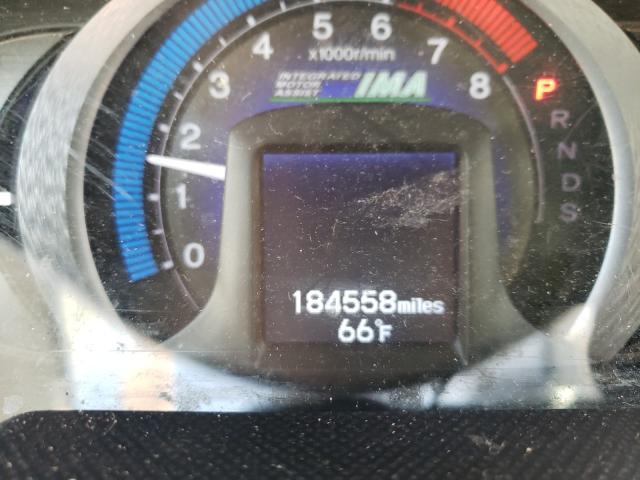 5 6
4 7
x1000r/min
3 8
INTEGRATED
MOTOR
ASSIST
IMA
P
R
N
D
S
2
1
0
184558miles
66°F